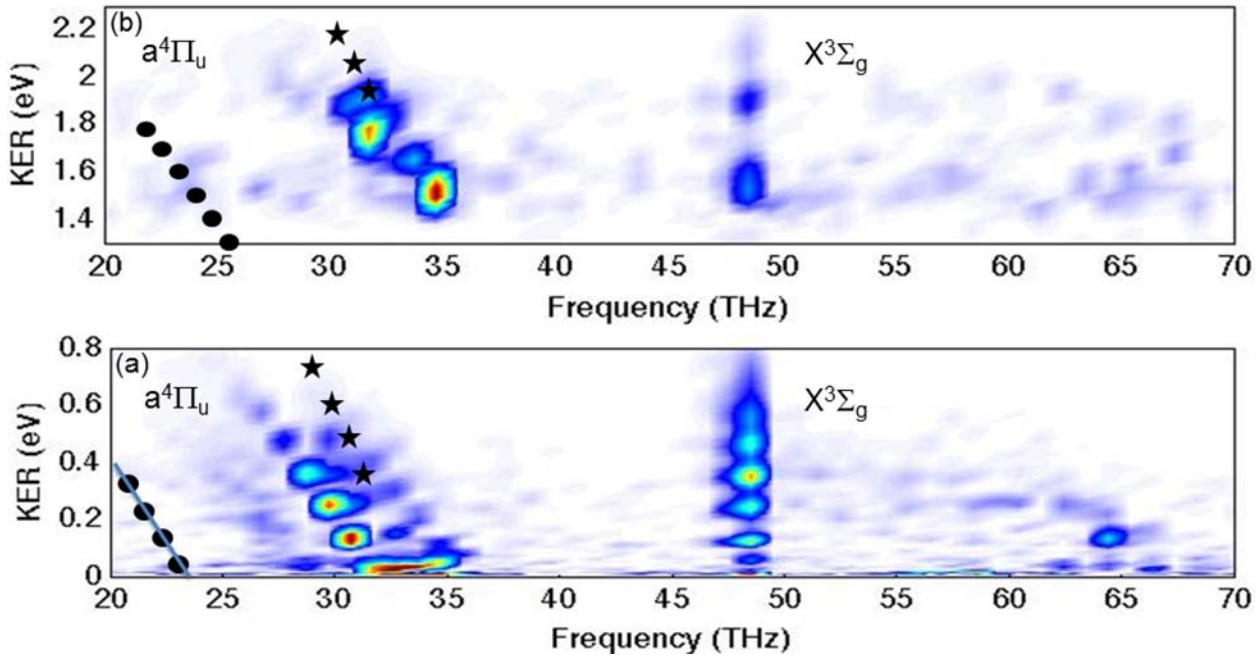 (b)
a⁴Πᵤ
X³Σg
KER (eV)
2.2
2
1.8
1.6
1.4
20 25 30 35 40 45 50 55 60 65 70
Frequency (THz)
(a)
a⁴Πᵤ
X³Σg
KER (eV)
0.8
0.6
0.4
0.2
0
20 25 30 35 40 45 50 55 60 65 70
Frequency (THz)